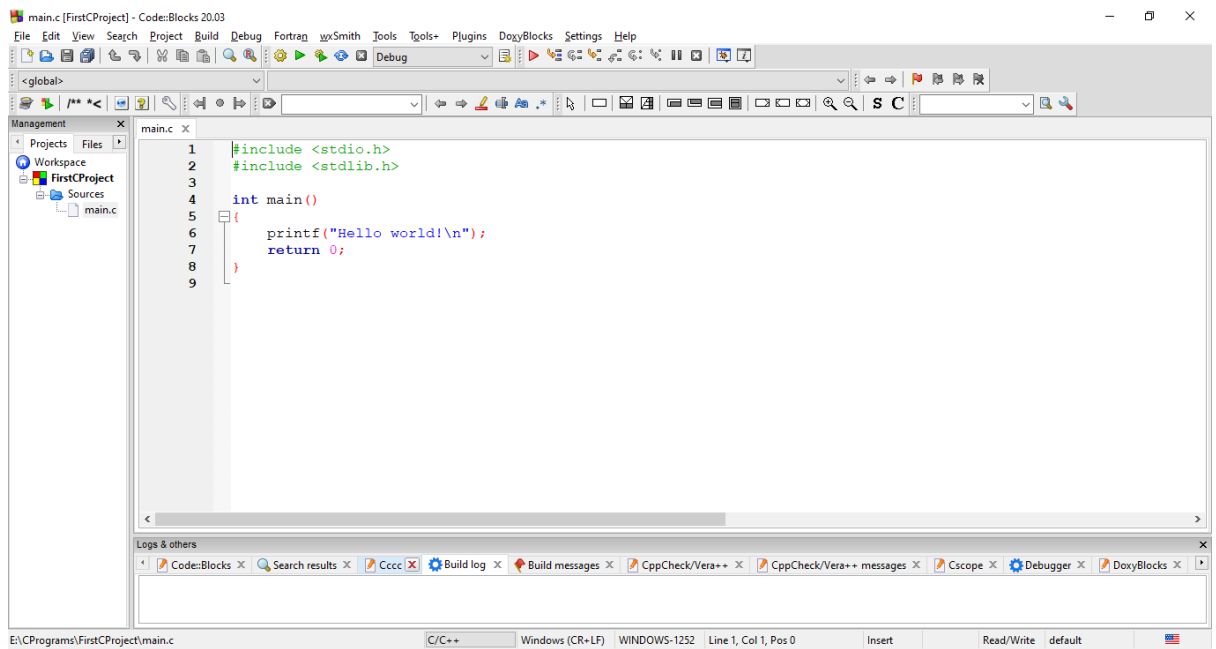 main.c [FirstCProject] - Code::Blocks 20.03
File Edit View Search Project Build Debug Fortran wxSmith Tools Tools+ Plugins DoxyBlocks Settings Help
Debug
<global>
/** *< .* S C
Management
main.c
Projects Files
Workspace
FirstCProject
Sources
main.c
1 #include <stdio.h>
2 #include <stdlib.h>
3
4 int main()
5 {
6 printf("Hello world!\n");
7 return 0;
8 }
9
Logs & others
Code::Blocks Search results Cccc Build log Build messages CppCheck/Vera++ CppCheck/Vera++ messages Cscope Debugger DoxyBlocks
E:\CPrograms\FirstCProject\main.c C/C++ Windows (CR+LF) WINDOWS-1252 Line 1, Col 1, Pos 0 Insert Read/Write default